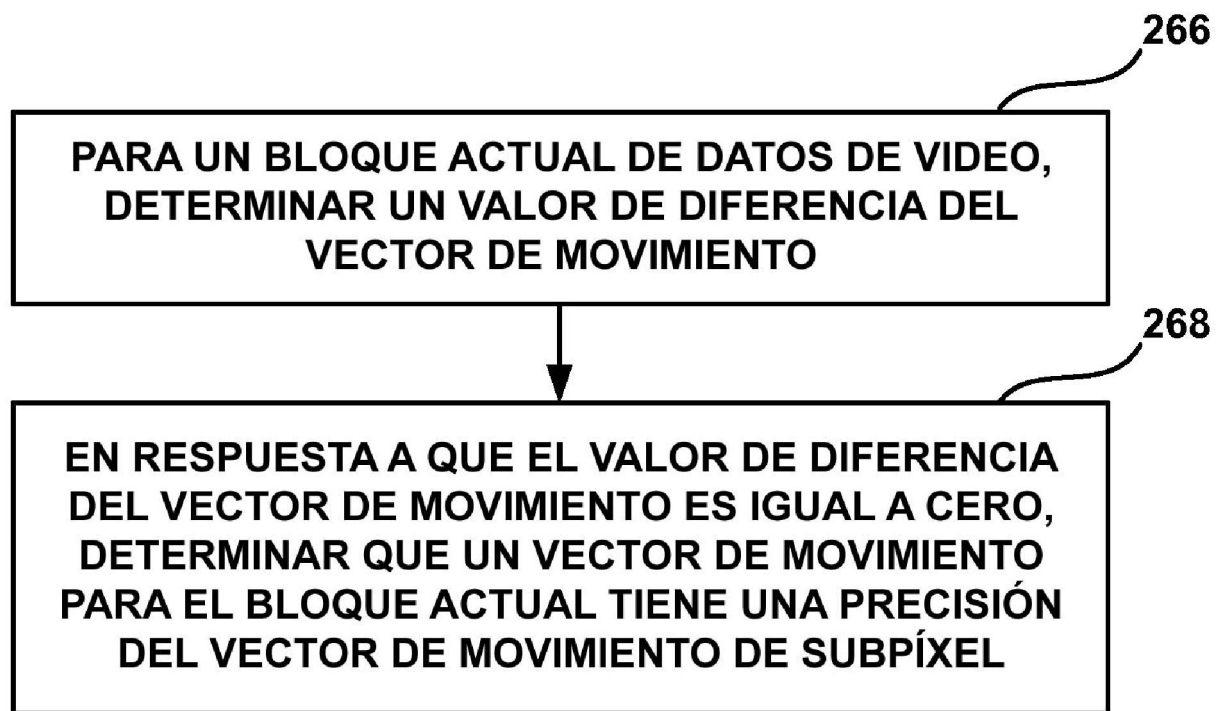 266
PARA UN BLOQUE ACTUAL DE DATOS DE VIDEO,
DETERMINAR UN VALOR DE DIFERENCIA DEL
VECTOR DE MOVIMIENTO
268
EN RESPUESTA A QUE EL VALOR DE DIFERENCIA
DEL VECTOR DE MOVIMIENTO ES IGUAL A CERO,
DETERMINAR QUE UN VECTOR DE MOVIMIENTO
PARA EL BLOQUE ACTUAL TIENE UNA PRECISIÓN
DEL VECTOR DE MOVIMIENTO DE SUBPÍXEL